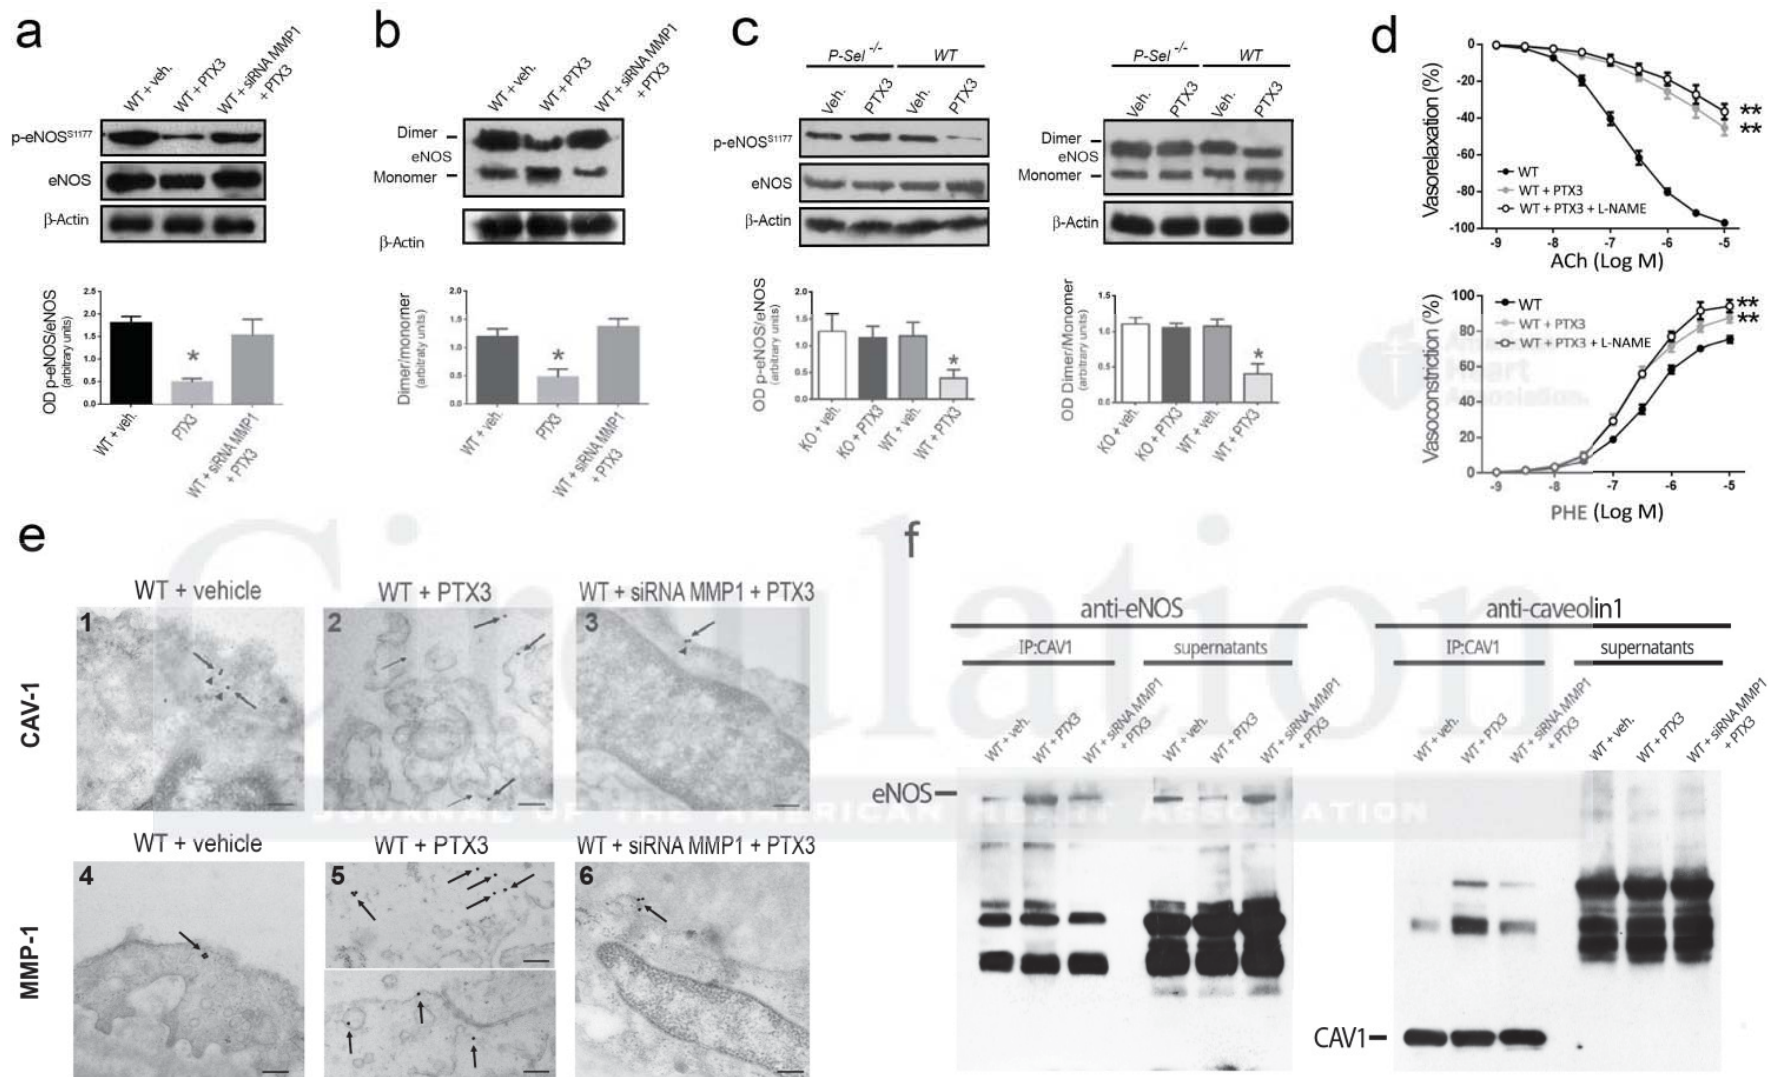 a
WT + veh.
WT + PTX3
WT + siRNA MMP1
+ PTX3
p-eNOS^S1177
eNOS
β-Actin
OD p-eNOS/eNOS
(arbitrary units)
2.5
2.0
1.5
1.0
0.5
0.0
*
WT + veh.
PTX3
WT + siRNA MMP1
+ PTX3
b
WT + veh.
WT + PTX3
WT + siRNA MMP1
+ PTX3
Dimer
eNOS
Monomer
β-Actin
Dimer/monomer
(arbitraty units)
2.0
1.5
1.0
0.5
0.0
*
WT + veh.
PTX3
WT + siRNA MMP1
+ PTX3
c
P-Sel -/-
WT
Veh.
PTX3
Veh.
PTX3
p-eNOS^S1177
eNOS
β-Actin
OD p-eNOS/eNOS
(arbitrary units)
2.0
1.5
1.0
0.5
0.0
*
KO + veh.
KO + PTX3
WT + veh.
WT + PTX3
P-Sel -/-
WT
Veh.
PTX3
Veh.
PTX3
Dimer
eNOS
Monomer
β-Actin
OD Dimer/Monomer
(arbitrary units)
1.5
1.0
0.5
0.0
*
KO + veh.
KO + PTX3
WT + veh.
WT + PTX3
d
Vasorelaxation (%)
0
-20
-40
-60
-80
-100
**
**
WT
WT + PTX3
WT + PTX3 + L-NAME
-9
-8
-7
-6
-5
ACh (Log M)
Vasoconstriction (%)
100
80
60
40
20
0
**
**
WT
WT + PTX3
WT + PTX3 + L-NAME
-9
-8
-7
-6
-5
PHE (Log M)
American
Heart
Association
Circulation
JOURNAL OF THE AMERICAN HEART ASSOCIATION
e
WT + vehicle
WT + PTX3
WT + siRNA MMP1 + PTX3
CAV-1
1
2
3
WT + vehicle
WT + PTX3
WT + siRNA MMP1 + PTX3
MMP-1
4
5
6
f
anti-eNOS
IP:CAV1
supernatants
WT + veh.
WT + PTX3
WT + siRNA MMP1
+ PTX3
WT + veh.
WT + PTX3
WT + siRNA MMP1
+ PTX3
eNOS
anti-caveolin1
IP:CAV1
supernatants
WT + veh.
WT + PTX3
WT + siRNA MMP1
+ PTX3
WT + veh.
WT + PTX3
WT + siRNA MMP1
+ PTX3
CAV1